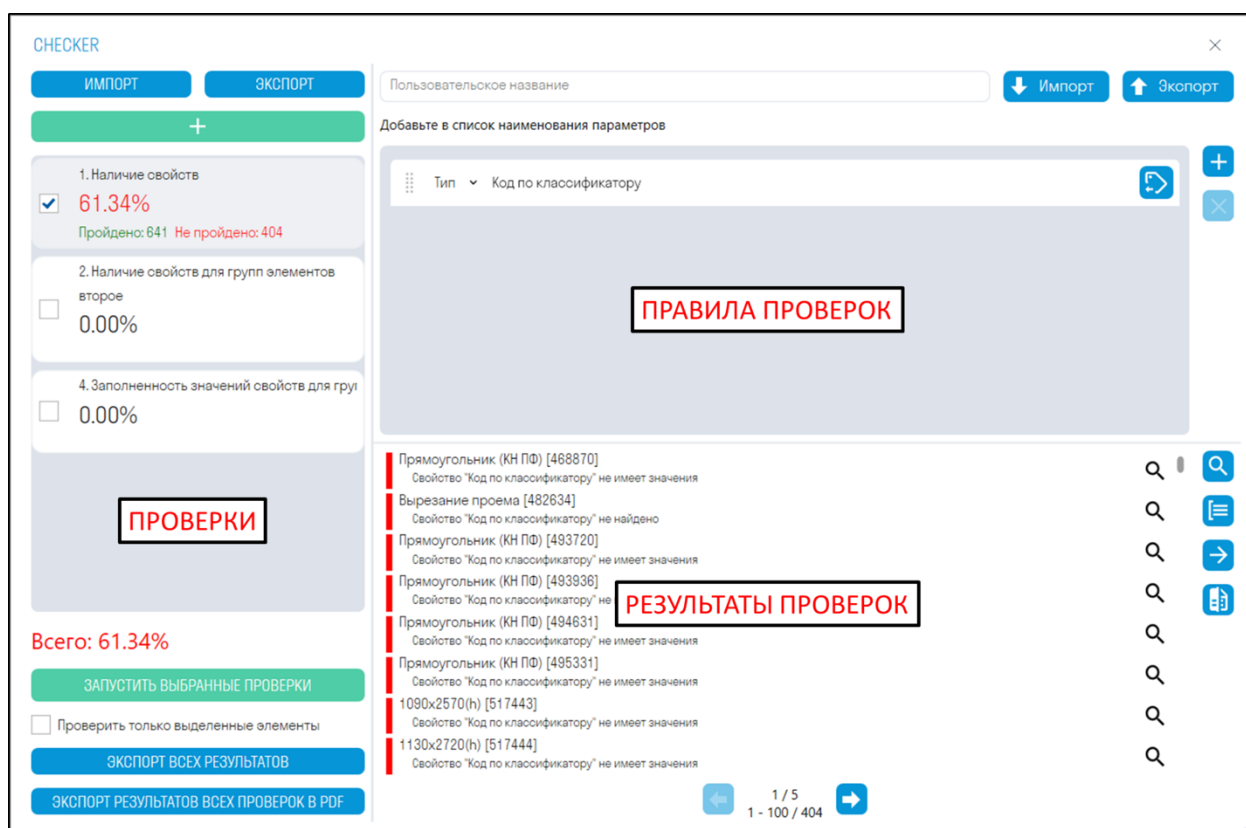 CHECKER
ИМПОРТ
ЭКСПОРТ
Пользовательское название
Импорт
Экспорт
Добавьте в список наименования параметров
1. Наличие свойств
61.34%
Пройдено: 641 Не пройдено: 404
2. Наличие свойств для групп элементов
второе
0.00%
4. Заполненность значений свойств для груг
0.00%
ПРОВЕРКИ
Тип Код по классификатору
ПРАВИЛА ПРОВЕРОК
Всего: 61.34%
ЗАПУСТИТЬ ВЫБРАННЫЕ ПРОВЕРКИ
Проверить только выделенные элементы
ЭКСПОРТ ВСЕХ РЕЗУЛЬТАТОВ
ЭКСПОРТ РЕЗУЛЬТАТОВ ВСЕХ ПРОВЕРОК В PDF
Прямоугольник (КН ПФ) [468870]
Свойство "Код по классификатору" не имеет значения
Вырезание проема [482634]
Свойство "Код по классификатору" не найдено
Прямоугольник (КН ПФ) [493720]
Свойство "Код по классификатору" не имеет значения
Прямоугольник (КН ПФ) [493936]
Свойство "Код по классификатору" не
РЕЗУЛЬТАТЫ ПРОВЕРОК
Прямоугольник (КН ПФ) [494631]
Свойство "Код по классификатору" не имеет значения
Прямоугольник (КН ПФ) [495331]
Свойство "Код по классификатору" не имеет значения
1090x2570(h) [517443]
Свойство "Код по классификатору" не имеет значения
1130x2720(h) [517444]
Свойство "Код по классификатору" не имеет значения
1 / 5
1 - 100 / 404